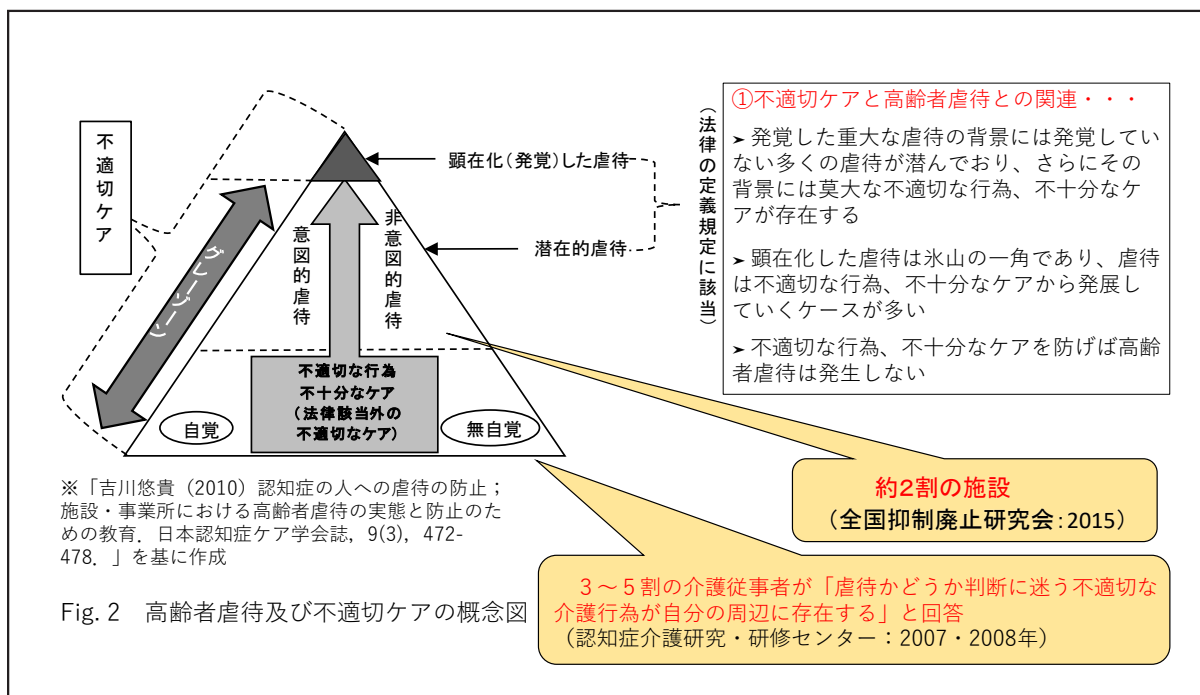 不適切ケア
グレーゾーン
顕在化(発覚)した虐待
潜在的虐待
(法律の定義規定に該当)
意図的虐待
非意図的虐待
不適切な行為
不十分なケア
(法律該当外の
不適切なケア)
自覚
無自覚
①不適切ケアと高齢者虐待との関連・・・
➤ 発覚した重大な虐待の背景には発覚してい
ない多くの虐待が潜んでおり、さらにその
背景には莫大な不適切な行為、不十分なケ
アが存在する
➤ 顕在化した虐待は氷山の一角であり、虐待
は不適切な行為、不十分なケアから発展し
ていくケースが多い
➤ 不適切な行為、不十分なケアを防げば高齢
者虐待は発生しない
約2割の施設
(全国抑制廃止研究会:2015)
※「吉川悠貴(2010)認知症の人への虐待の防止;
施設・事業所における高齢者虐待の実態と防止のた
めの教育.日本認知症ケア学会誌,9(3),472-
478.」を基に作成
3~5割の介護従事者が「虐待かどうか判断に迷う不適切な
介護行為が自分の周辺に存在する」と回答
(認知症介護研究・研修センター:2007・2008年)
Fig. 2 高齢者虐待及び不適切ケアの概念図